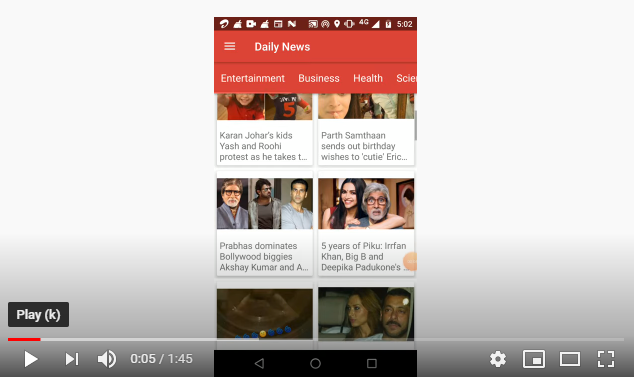 4G 5:02
Daily News
Entertainment Business Health Scien
Karan Johar's kids
Yash and Roohi
protest as he takes t...
Parth Samthaan
sends out birthday
wishes to 'cutie' Eric...
Prabhas dominates
Bollywood biggies
Akshay Kumar and A...
5 years of Piku: Irrfan
Khan, Big B and
Deepika Padukone's ...
Play (k)
0:05 / 1:45